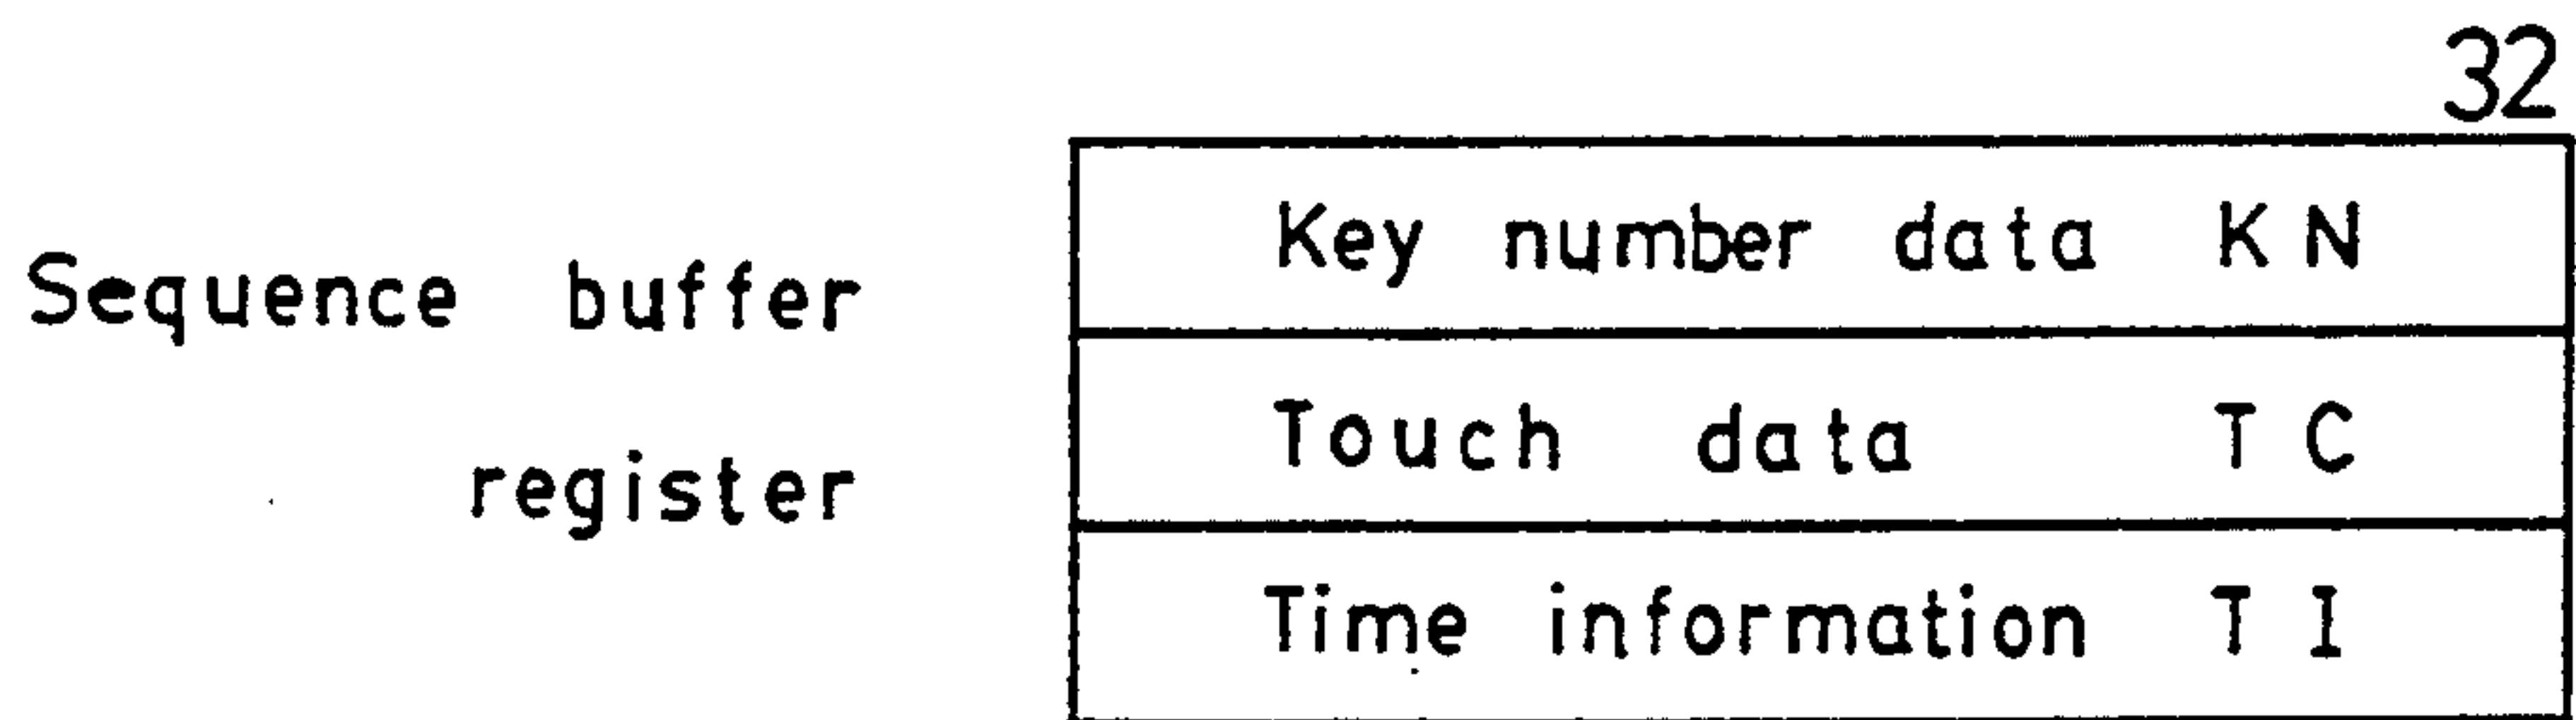 32
Key number data KN
Sequence buffer
Touch data TC
register
Time information TI